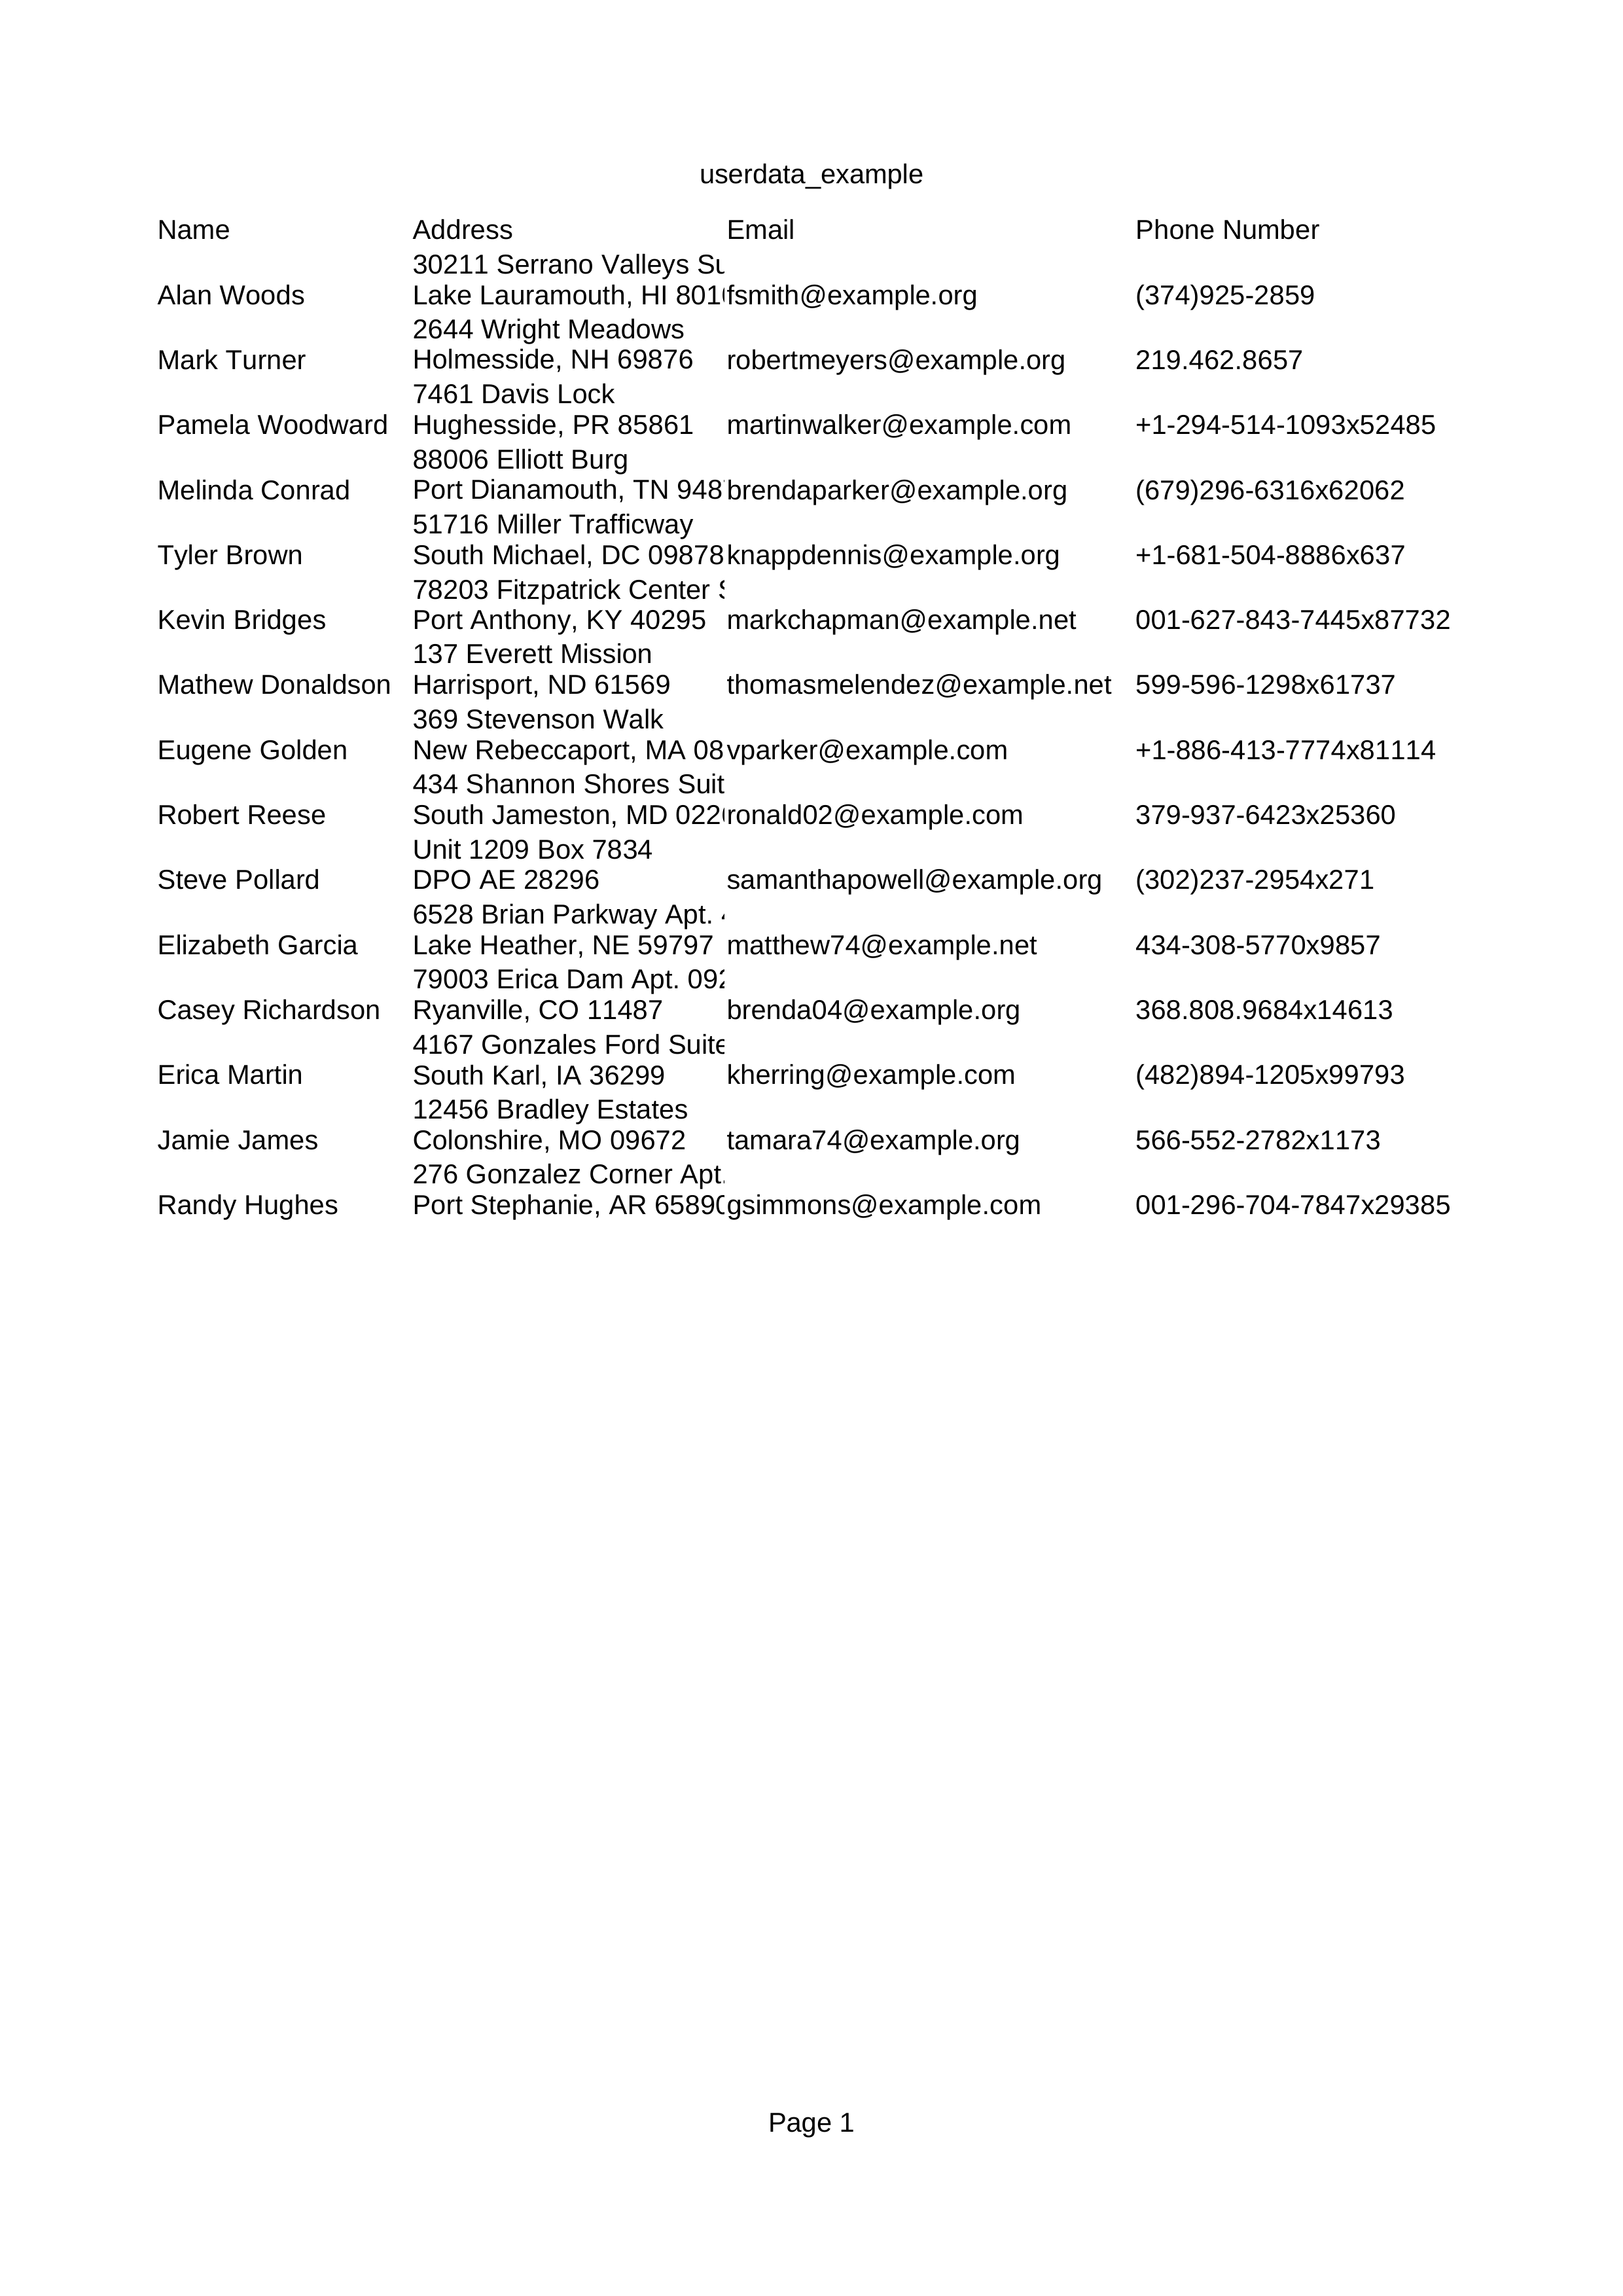 userdata_example
Name Address Email Phone Number
30211 Serrano Valleys
Alan Woods Lake Lauramouth, HI fsmith@example.org (374)925-2859
2644 Wright Meadows
Mark Turner Holmesside, NH 69876 robertmeyers@example.org 219.462.8657
7461 Davis Lock
Pamela Woodward Hughesside, PR 85861 martinwalker@example.com +1-294-514-1093x52485
88006 Elliott Burg
Melinda Conrad Port Dianamouth, TN brendaparker@example.org (679)296-6316x62062
51716 Miller Trafficway
Tyler Brown South Michael, DC 09878 knappdennis@example.org +1-681-504-8886x637
78203 Fitzpatrick Center
Kevin Bridges Port Anthony, KY 40295 markchapman@example.net 001-627-843-7445x87732
137 Everett Mission
Mathew Donaldson Harrisport, ND 61569 thomasmelendez@example.net 599-596-1298x61737
369 Stevenson Walk
Eugene Golden New Rebeccaport, MA 08 vparker@example.com +1-886-413-7774x81114
434 Shannon Shores Suit
Robert Reese South Jameston, MD ronald02@example.com 379-937-6423x25360
Unit 1209 Box 7834
Steve Pollard DPO AE 28296 samanthapowell@example.org (302)237-2954x271
6528 Brian Parkway Apt.
Elizabeth Garcia Lake Heather, NE 59797 matthew74@example.net 434-308-5770x9857
79003 Erica Dam Apt. 092
Casey Richardson Ryanville, CO 11487 brenda04@example.org 368.808.9684x14613
4167 Gonzales Ford Suite
Erica Martin South Karl, IA 36299 kherring@example.com (482)894-1205x99793
12456 Bradley Estates
Jamie James Colonshire, MO 09672 tamara74@example.org 566-552-2782x1173
276 Gonzalez Corner Apt.
Randy Hughes Port Stephanie, AR 65890 gsimmons@example.com 001-296-704-7847x29385
Page 1